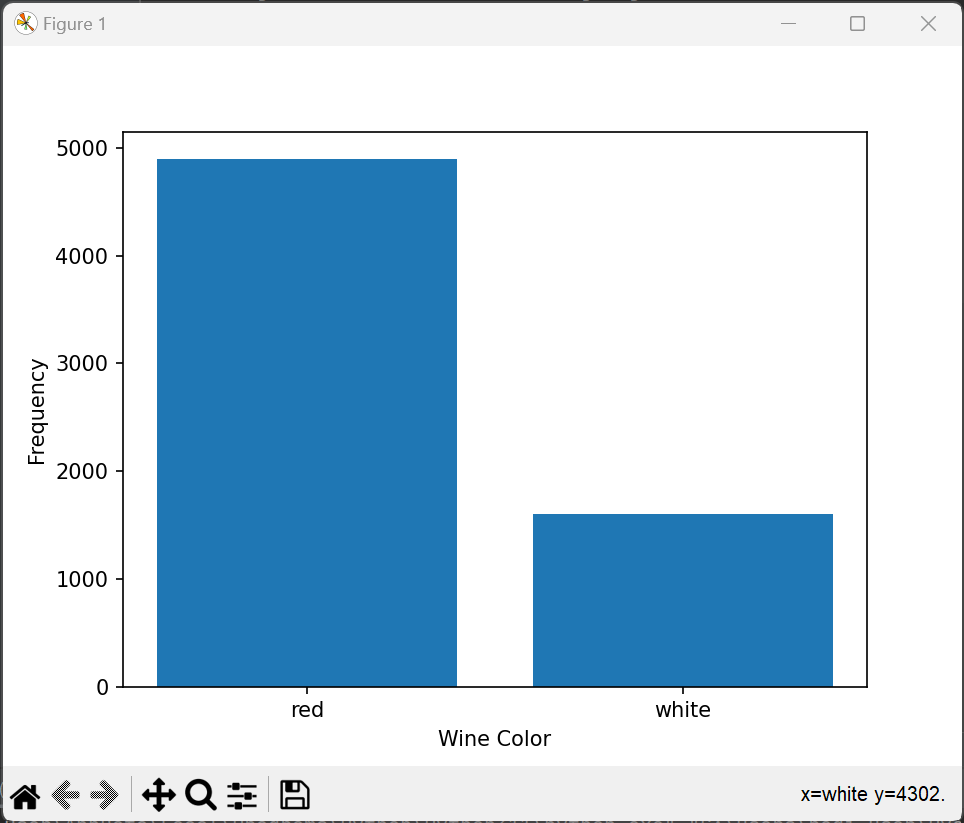 Figure 1
5000
4000
3000
2000
1000
0
Frequency
red white
Wine Color
x=white y=4302.